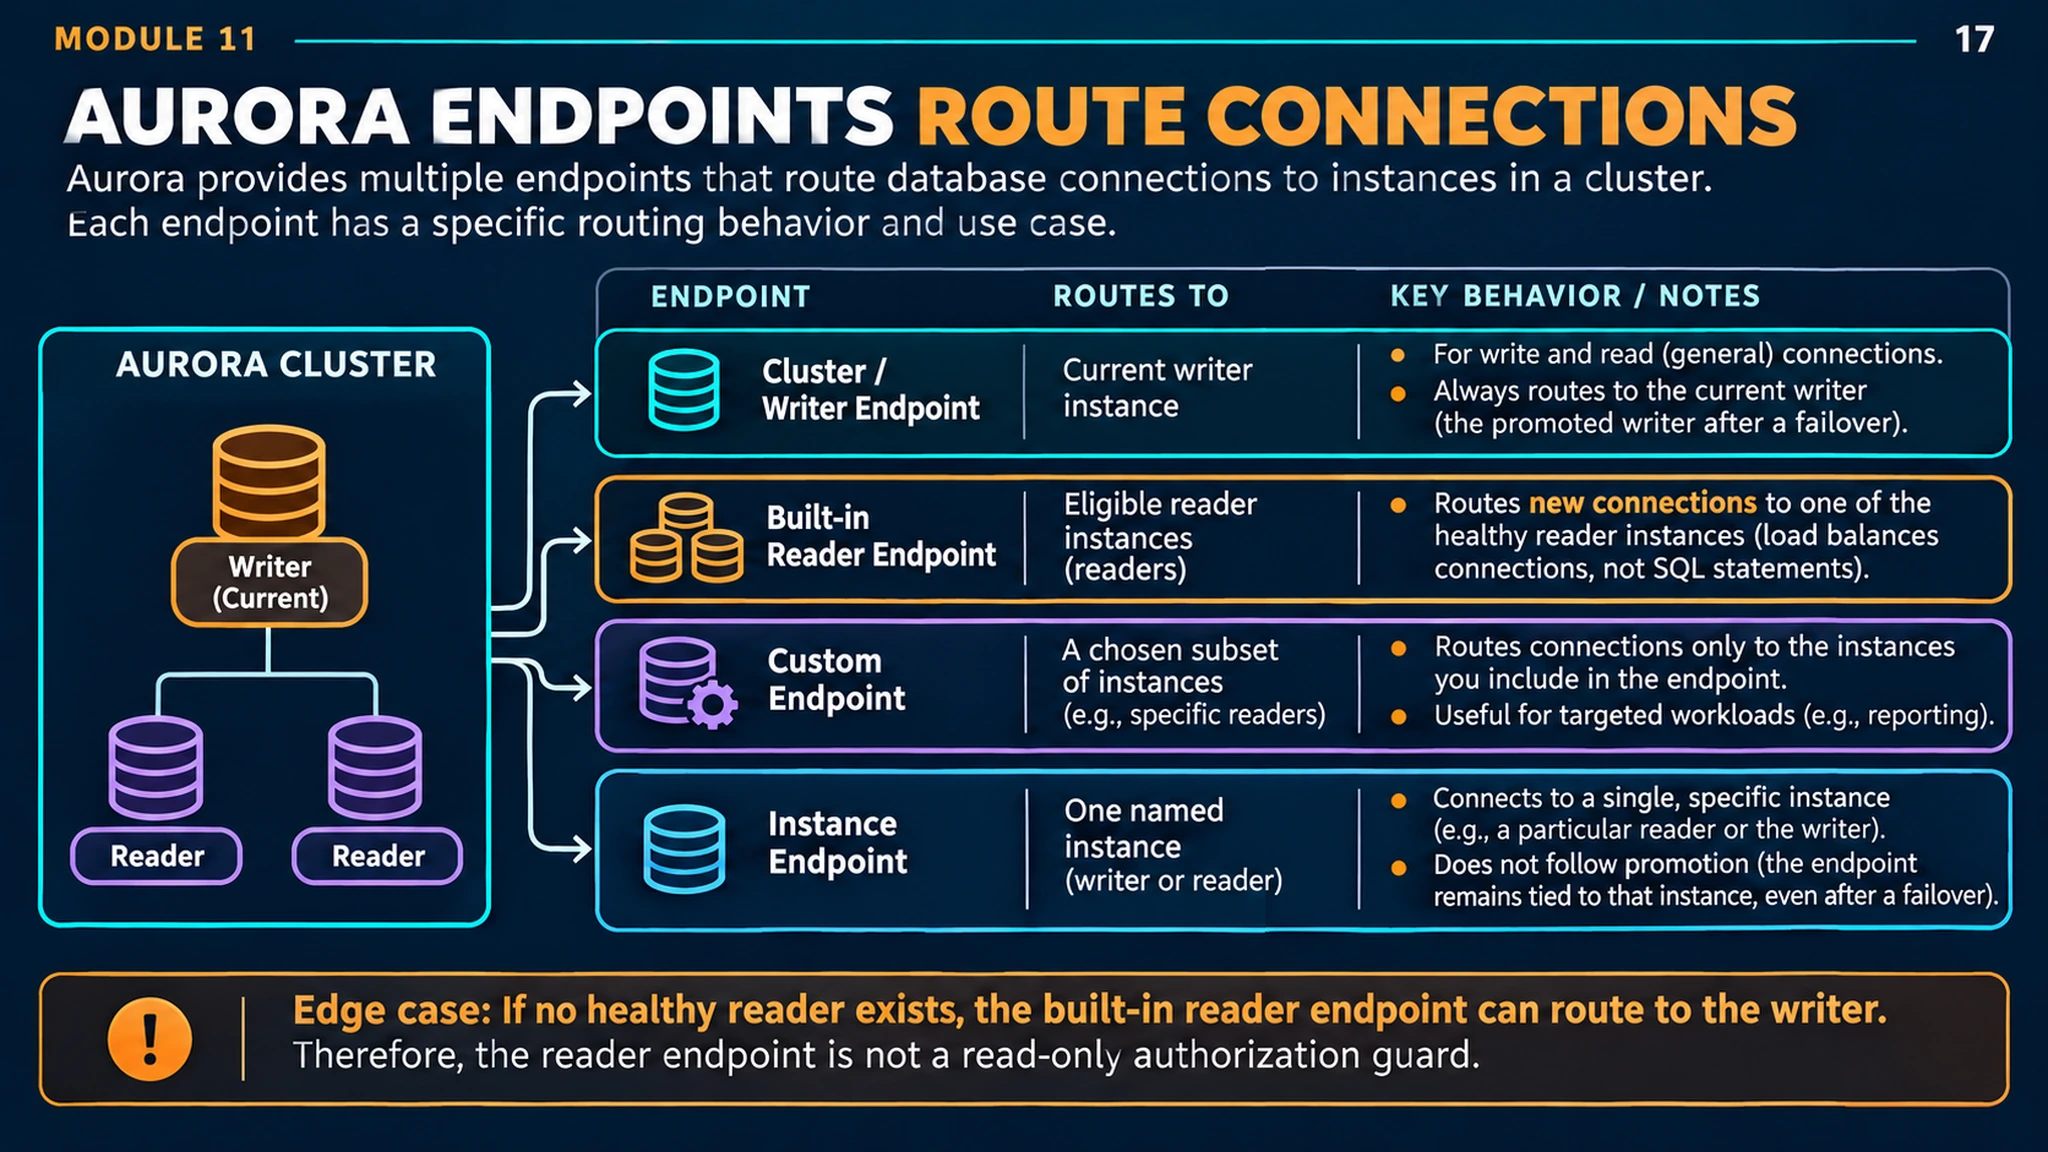 MODULE 11
17
AURORA ENDPOINTS ROUTE CONNECTIONS
Aurora provides multiple endpoints that route database connections to instances in a cluster.
Each endpoint has a specific routing behavior and use case.
AURORA CLUSTER
Writer
(Current)
Reader
Reader
ENDPOINT
ROUTES TO
KEY BEHAVIOR / NOTES
Cluster /
Writer Endpoint
Current writer
instance
For write and read (general) connections.
Always routes to the current writer
(the promoted writer after a failover).
Built-in
Reader Endpoint
Eligible reader
instances
(readers)
Routes new connections to one of the
healthy reader instances (load balances
connections, not SQL statements).
Custom
Endpoint
A chosen subset
of instances
(e.g., specific readers)
Routes connections only to the instances
you include in the endpoint.
Useful for targeted workloads (e.g., reporting).
Instance
Endpoint
One named
instance
(writer or reader)
Connects to a single, specific instance
(e.g., a particular reader or the writer).
Does not follow promotion (the endpoint
remains tied to that instance, even after a failover).
!
Edge case: If no healthy reader exists, the built-in reader endpoint can route to the writer.
Therefore, the reader endpoint is not a read-only authorization guard.